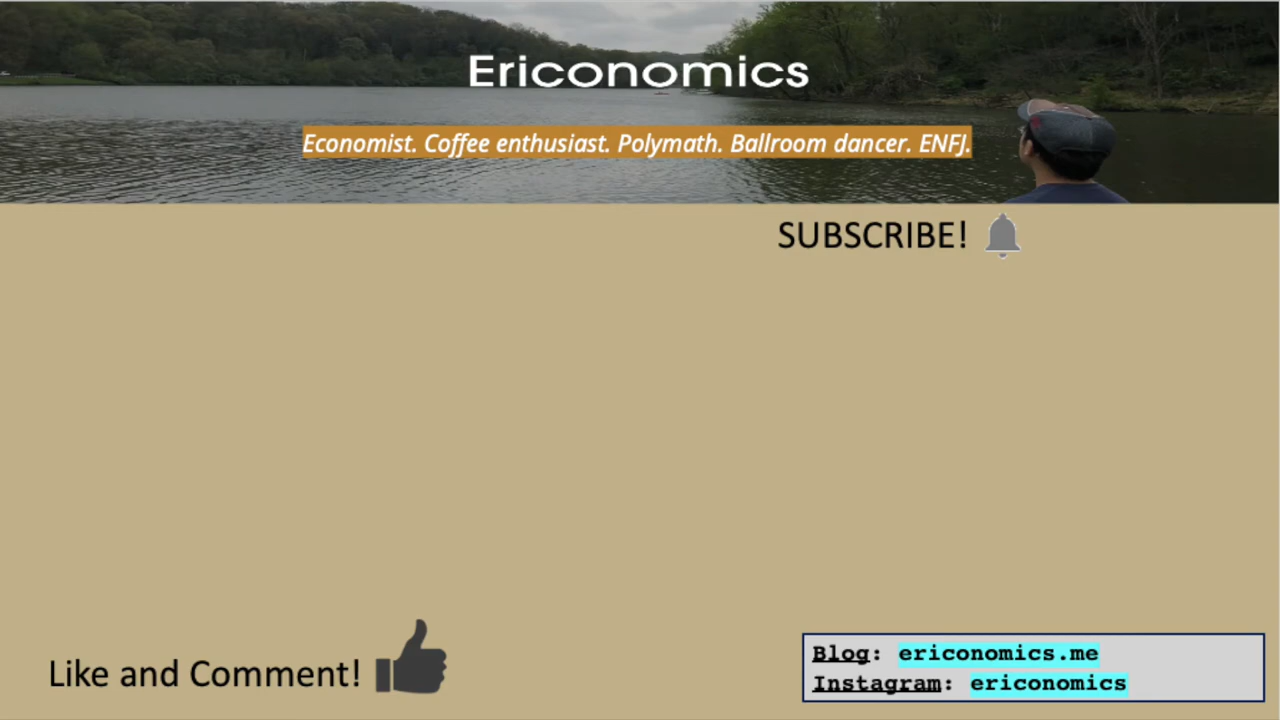 Ericonomics
Economist. Coffee enthusiast. Polymath. Ballroom dancer. ENFJ.
SUBSCRIBE!
Like and Comment!
Blog: ericonomics.me
Instagram: ericonomics